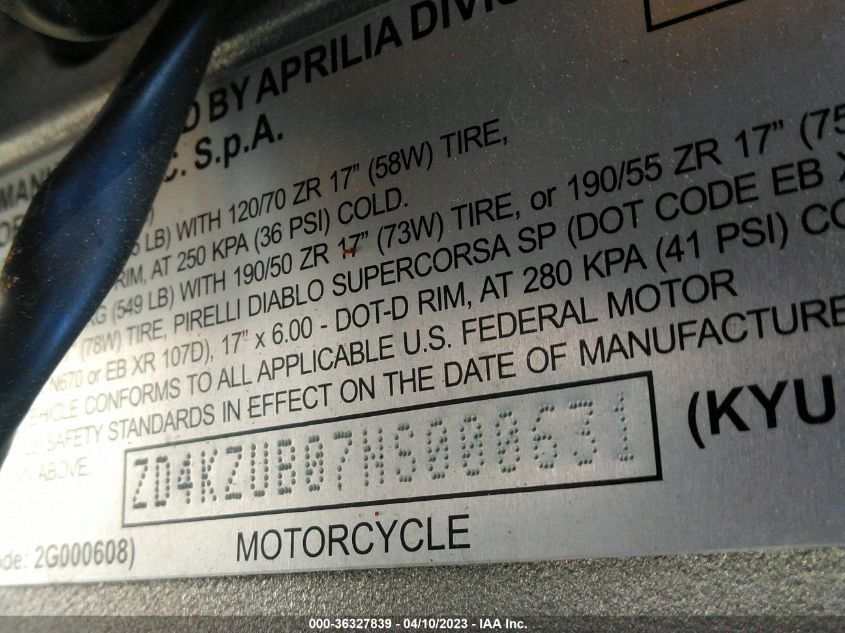 BY APRILIA
S.p.A.
LB) WITH 120/70 ZR 17” (58W) TIRE,
RIM, AT 250 KPA (36 PSI) COLD.
KG (549 LB) WITH 190/50 ZR 17” (73W) TIRE, or 190/55 ZR 17”
(78W) TIRE, PIRELLI DIABLO SUPERCORSA SP (DOT CODE EB
N670 or EB XR 107D), 17” x 6.00 - DOT-D RIM, AT 280 KPA (41 PSI)
CONFORMS TO ALL APPLICABLE U.S. FEDERAL MOTOR
SAFETY STANDARDS IN EFFECT ON THE DATE OF MANUFACTURE
ABOVE.
ZD4KZUB07NS000631
(KYU
2G000608)
MOTORCYCLE
000-36327839 - 04/10/2023 - IAA Inc.